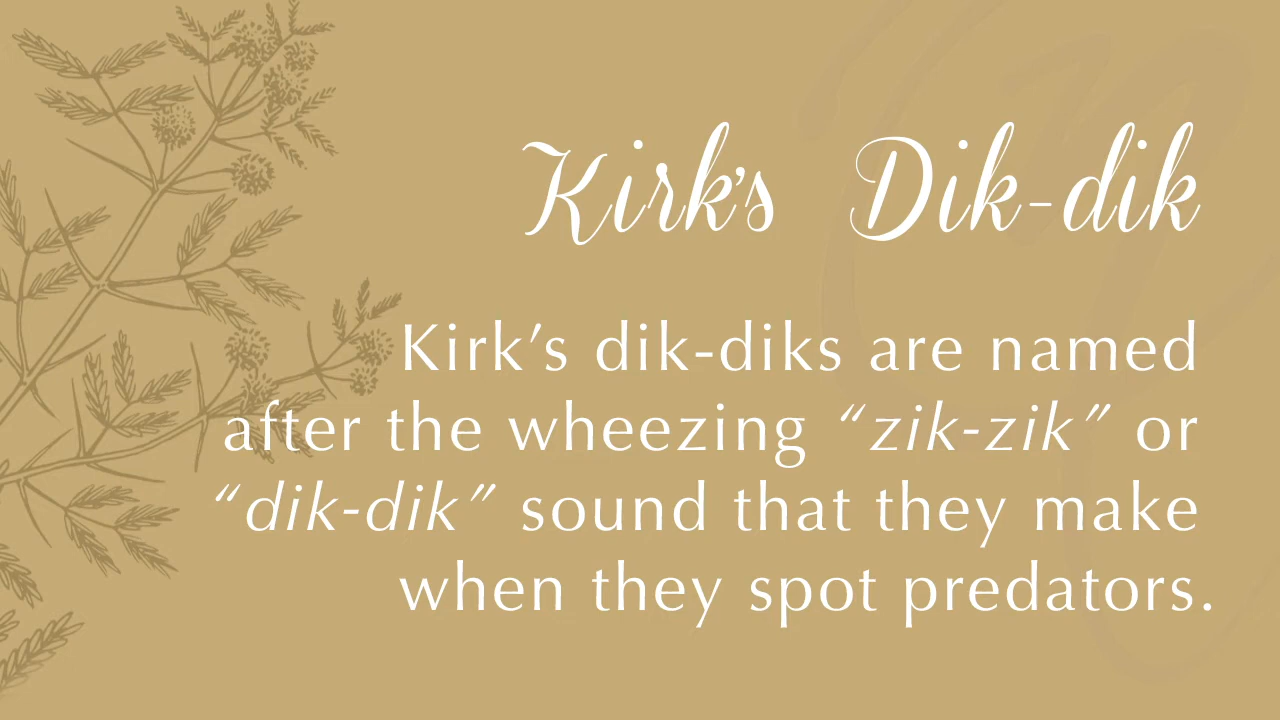 Kirk’s Dik-dik
Kirk’s dik-diks are named
after the wheezing “zik-zik” or
“dik-dik” sound that they make
when they spot predators.